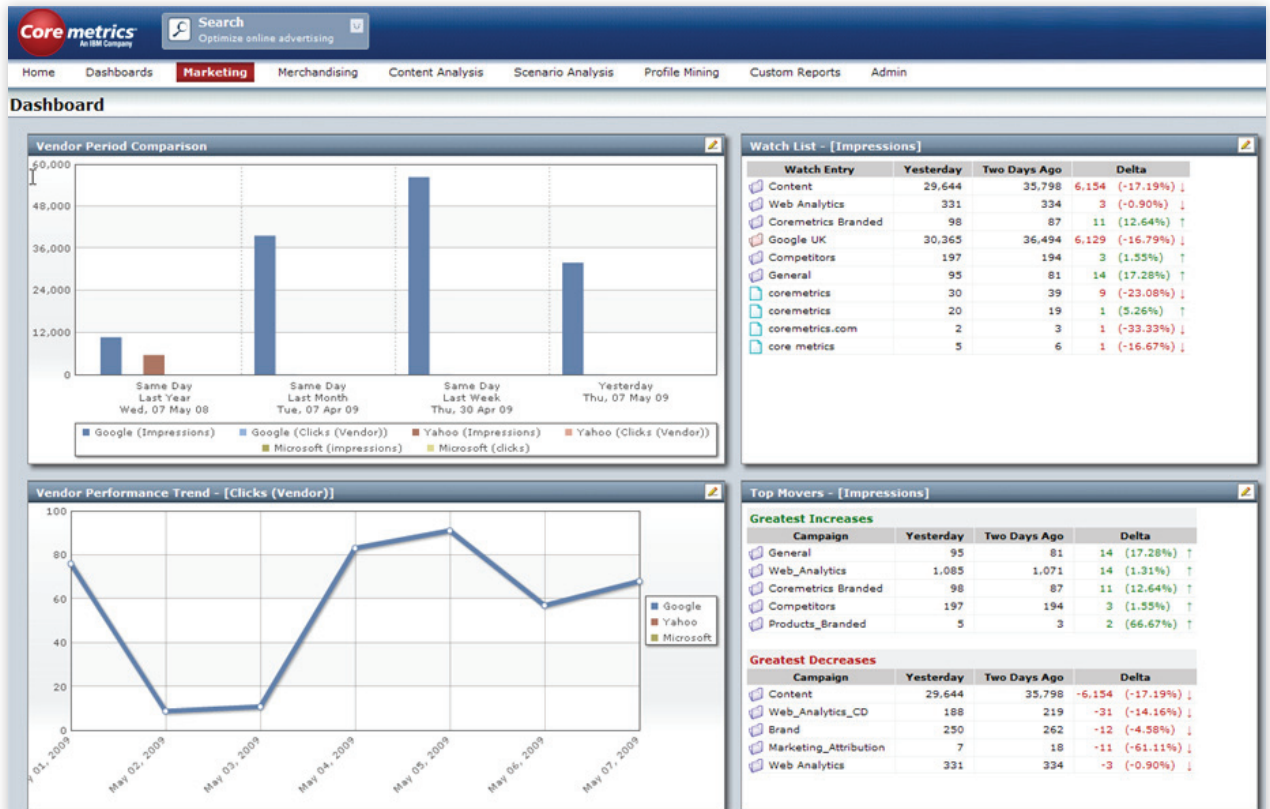 Core metrics
An IBM Company
Search
Optimize online advertising
Home Dashboards Marketing Merchandising Content Analysis Scenario Analysis Profile Mining Custom Reports Admin
Dashboard
Vendor Period Comparison
60,000
48,000
36,000
24,000
12,000
0
Same Day Last Year Wed, 07 May 08
Same Day Last Month Tue, 07 Apr 09
Same Day Last Week Thu, 30 Apr 09
Yesterday Thu, 07 May 09
Google (Impressions) Google (Clicks (Vendor)) Yahoo (Impressions) Yahoo (Clicks (Vendor))
Microsoft (impressions) Microsoft (clicks)
Watch List - [Impressions]
Watch Entry Yesterday Two Days Ago Delta
Content 29,644 35,798 6,154 (-17.19%) ↓
Web Analytics 331 334 3 (-0.90%) ↓
Coremetrics Branded 98 87 11 (12.64%) ↑
Google UK 30,365 36,494 6,129 (-16.79%) ↓
Competitors 197 194 3 (1.55%) ↑
General 95 81 14 (17.28%) ↑
coremetrics 30 39 9 (-23.08%) ↓
coremetrics 20 19 1 (5.26%) ↑
coremetrics.com 2 3 1 (-33.33%) ↓
core metrics 5 6 1 (-16.67%) ↓
Vendor Performance Trend - [Clicks (Vendor)]
100
80
60
40
20
0
01, 2009
May 02, 2009
May 03, 2009
May 04, 2009
May 05, 2009
May 06, 2009
May 07, 2009
Google
Yahoo
Microsoft
Top Movers - [Impressions]
Greatest Increases
Campaign Yesterday Two Days Ago Delta
General 95 81 14 (17.28%) ↑
Web_Analytics 1,085 1,071 14 (1.31%) ↑
Coremetrics Branded 98 87 11 (12.64%) ↑
Competitors 197 194 3 (1.55%) ↑
Products_Branded 5 3 2 (66.67%) ↑
Greatest Decreases
Campaign Yesterday Two Days Ago Delta
Content 29,644 35,798 -6,154 (-17.19%) ↓
Web_Analytics_CD 188 219 -31 (-14.16%) ↓
Brand 250 262 -12 (-4.58%) ↓
Marketing_Attribution 7 18 -11 (-61.11%) ↓
Web Analytics 331 334 -3 (-0.90%) ↓